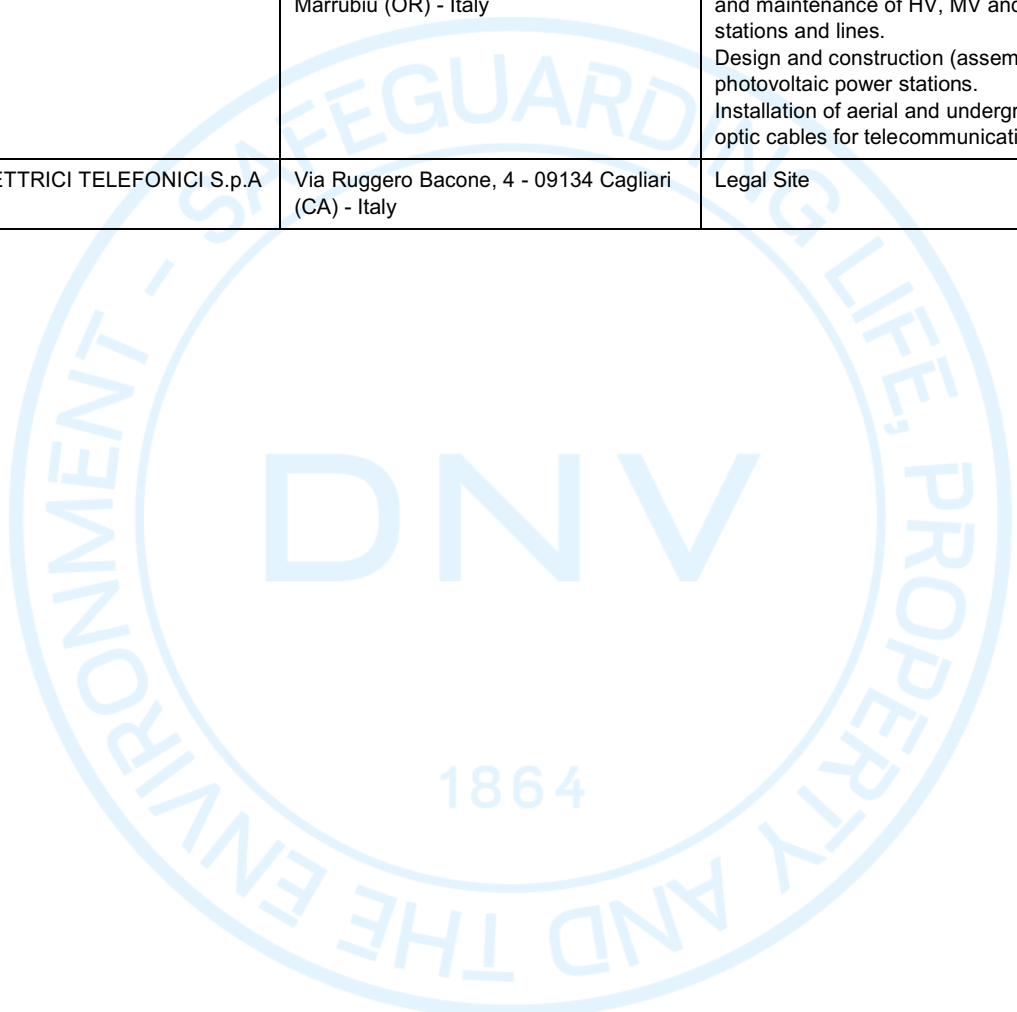 Marrubiu (OR) - Italy
and maintenance of HV, MV and
stations and lines.
Design and construction (assem
photovoltaic power stations.
Installation of aerial and undergr
optic cables for telecommunicati
ETTRICI TELEFONICI S.p.A
Via Ruggero Bacone, 4 - 09134 Cagliari
(CA) - Italy
Legal Site
SAFEGUARDING LIFE, PROPERTY AND THE ENVIRONMENT -
DNV
1864